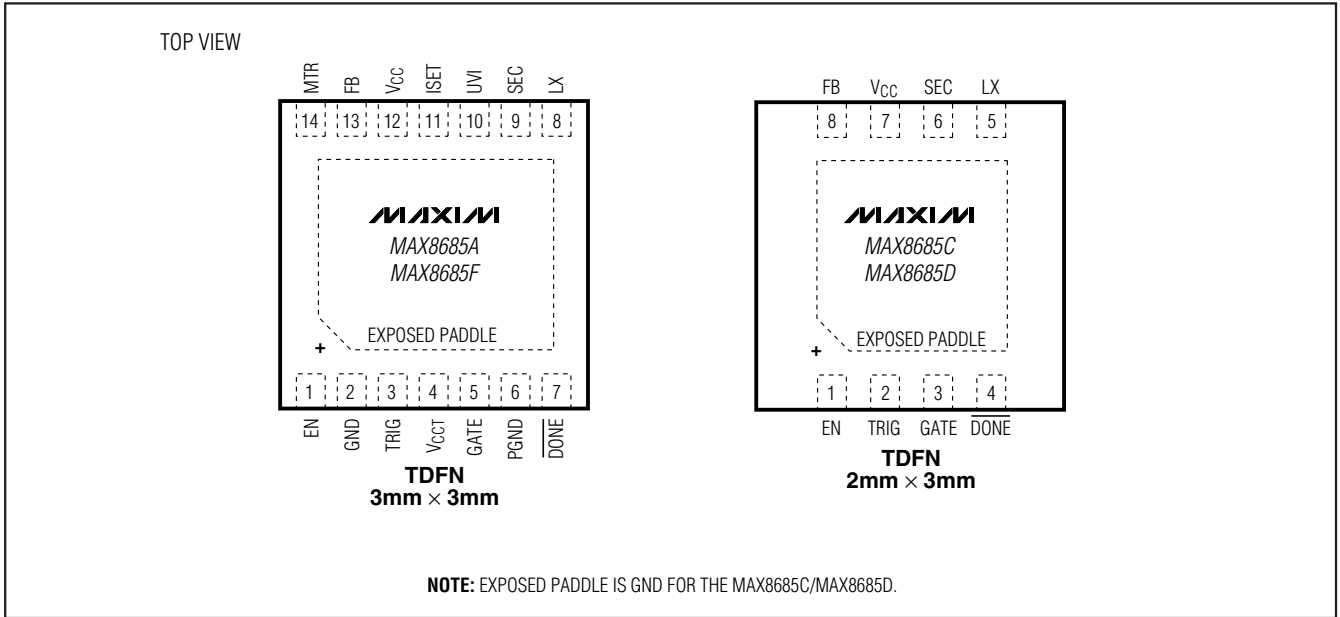 TOP VIEW
MTR FB VCC ISET UVI SEC LX
14 13 12 11 10 9 8
MAXIM
MAX8685A
MAX8685F
EXPOSED PADDLE
+
1 2 3 4 5 6 7
EN GND TRIG VCCT GATE PGND DONE
TDFN
3mm × 3mm
FB VCC SEC LX
8 7 6 5
MAXIM
MAX8685C
MAX8685D
EXPOSED PADDLE
+
1 2 3 4
EN TRIG GATE DONE
TDFN
2mm × 3mm
NOTE: EXPOSED PADDLE IS GND FOR THE MAX8685C/MAX8685D.